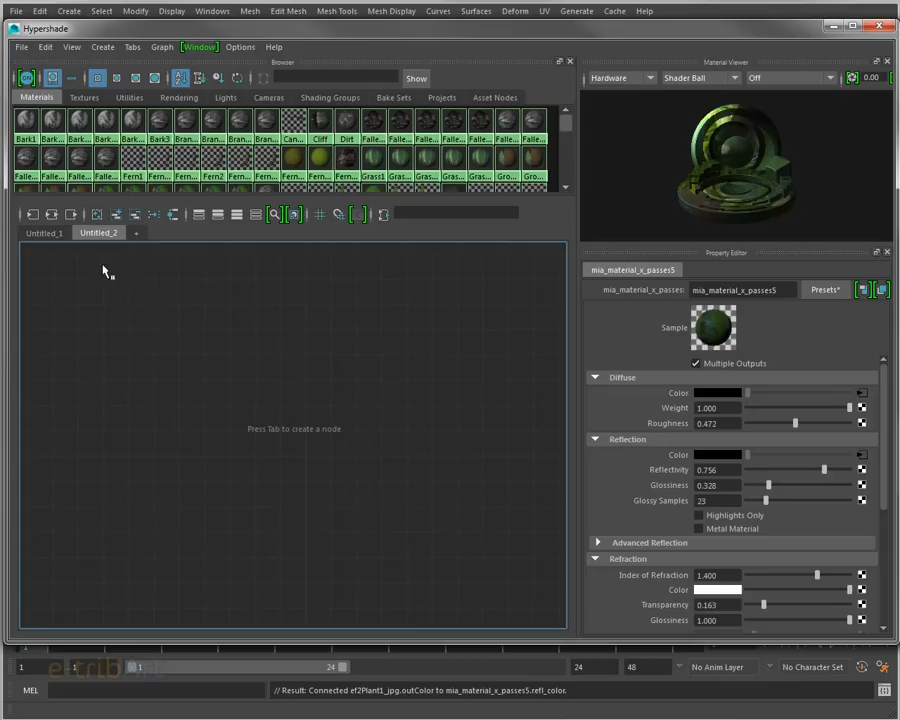 File Edit Create Select Modify Display Windows Mesh Edit Mesh Mesh Tools Mesh Display Curves Surfaces Deform UV Generate Cache Help
Hypershade
File Edit View Create Tabs Graph [Window] Options Help
Browser
Show
Materials Textures Utilities Rendering Lights Cameras Shading Groups Bake Sets Projects Asset Nodes
Bark1 Bark... Bark... Bark... Bark... Bark3 Bran... Bran... Bran... Bran... Can... Cliff Dirt Falle... Falle... Falle... Falle... Falle... Falle... Falle...
Falle... Falle... Falle... Falle... Fern1 Fern... Fern... Fern2 Fern... Fern... Fern... Fern... Fern... Grass1 Gras... Gras... Gras... Gras... Gro... Gro...
Untitled_1 Untitled_2 +
Press Tab to create a node
Material Viewer
Hardware Shader Ball Off 0.00
Property Editor
mia_material_x_passes5
mia_material_x_passes: mia_material_x_passes5 Presets*
Sample
Multiple Outputs
Diffuse
Color
Weight 1.000
Roughness 0.472
Reflection
Color
Reflectivity 0.756
Glossiness 0.328
Glossy Samples 23
Highlights Only
Metal Material
Advanced Reflection
Refraction
Index of Refraction 1.400
Color
Transparency 0.163
Glossiness 1.000
1 1 1 24 24 48 No Anim Layer No Character Set
MEL // Result: Connected ef2Plant1_jpg.outColor to mia_material_x_passes5.refl_color.